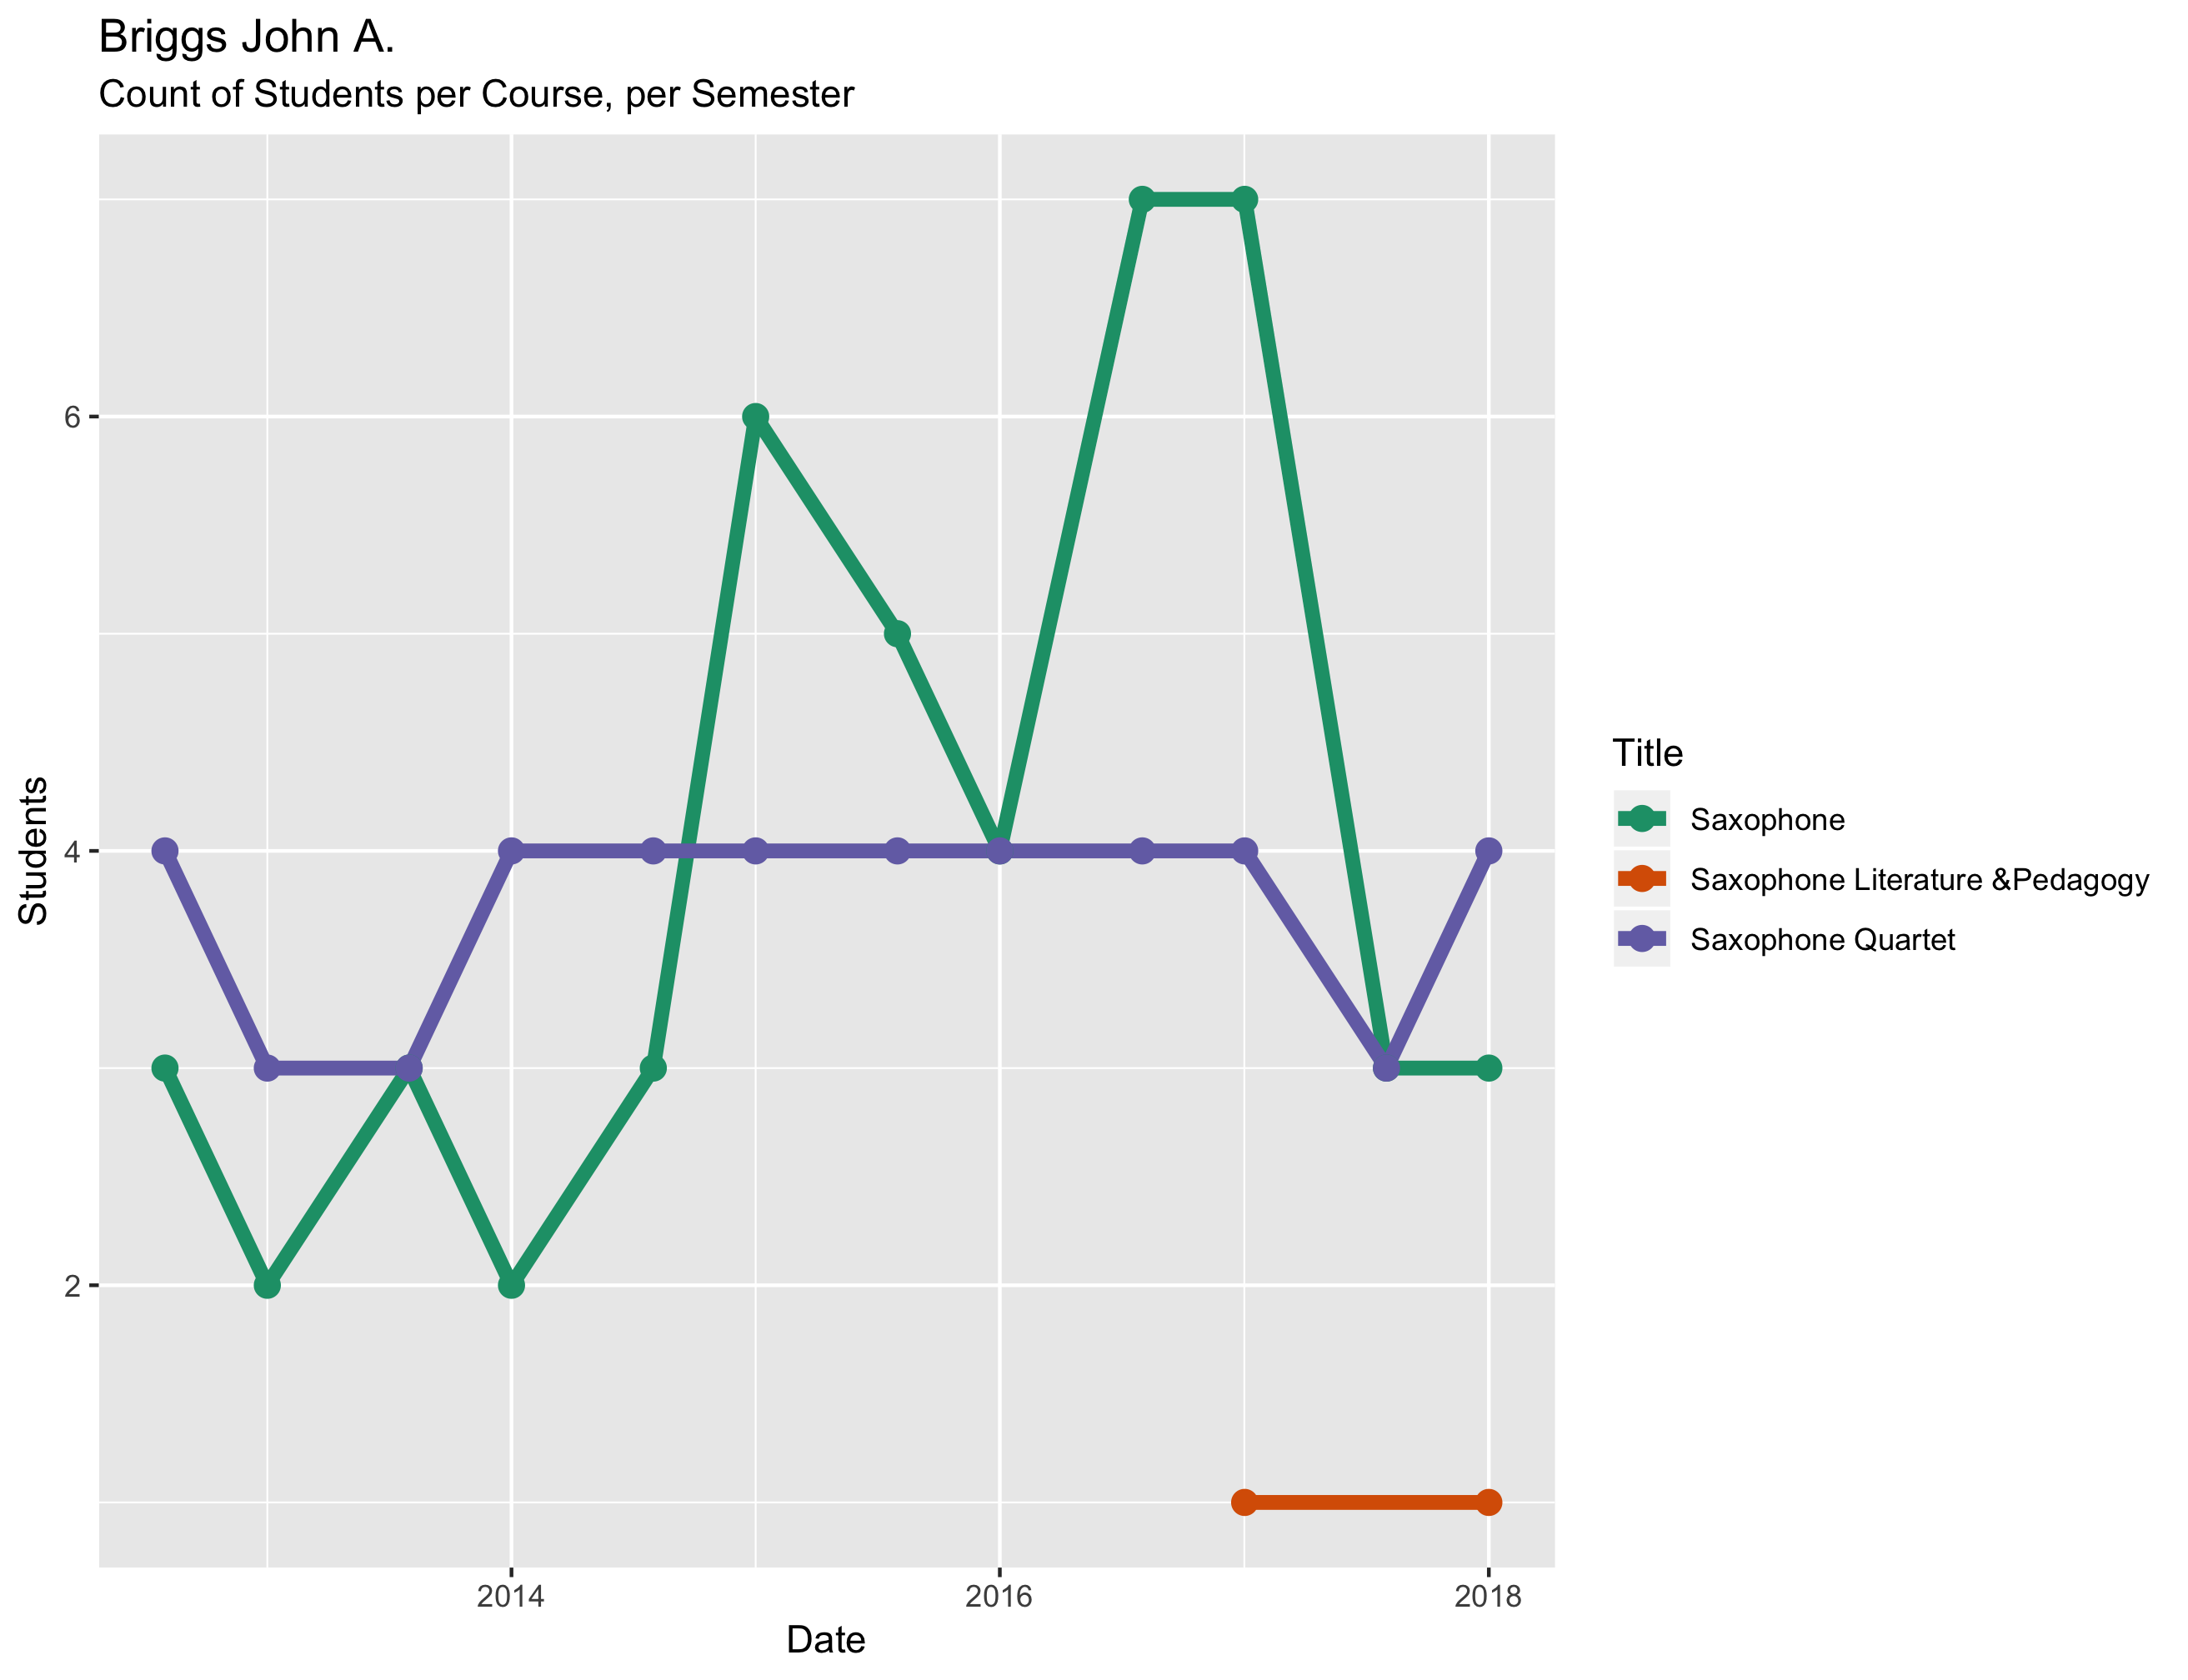 Briggs John A.
Count of Students per Course, per Semester
Students
6
4
2
2014
2016
2018
Date
Title
Saxophone
Saxophone Literature &Pedagogy
Saxophone Quartet